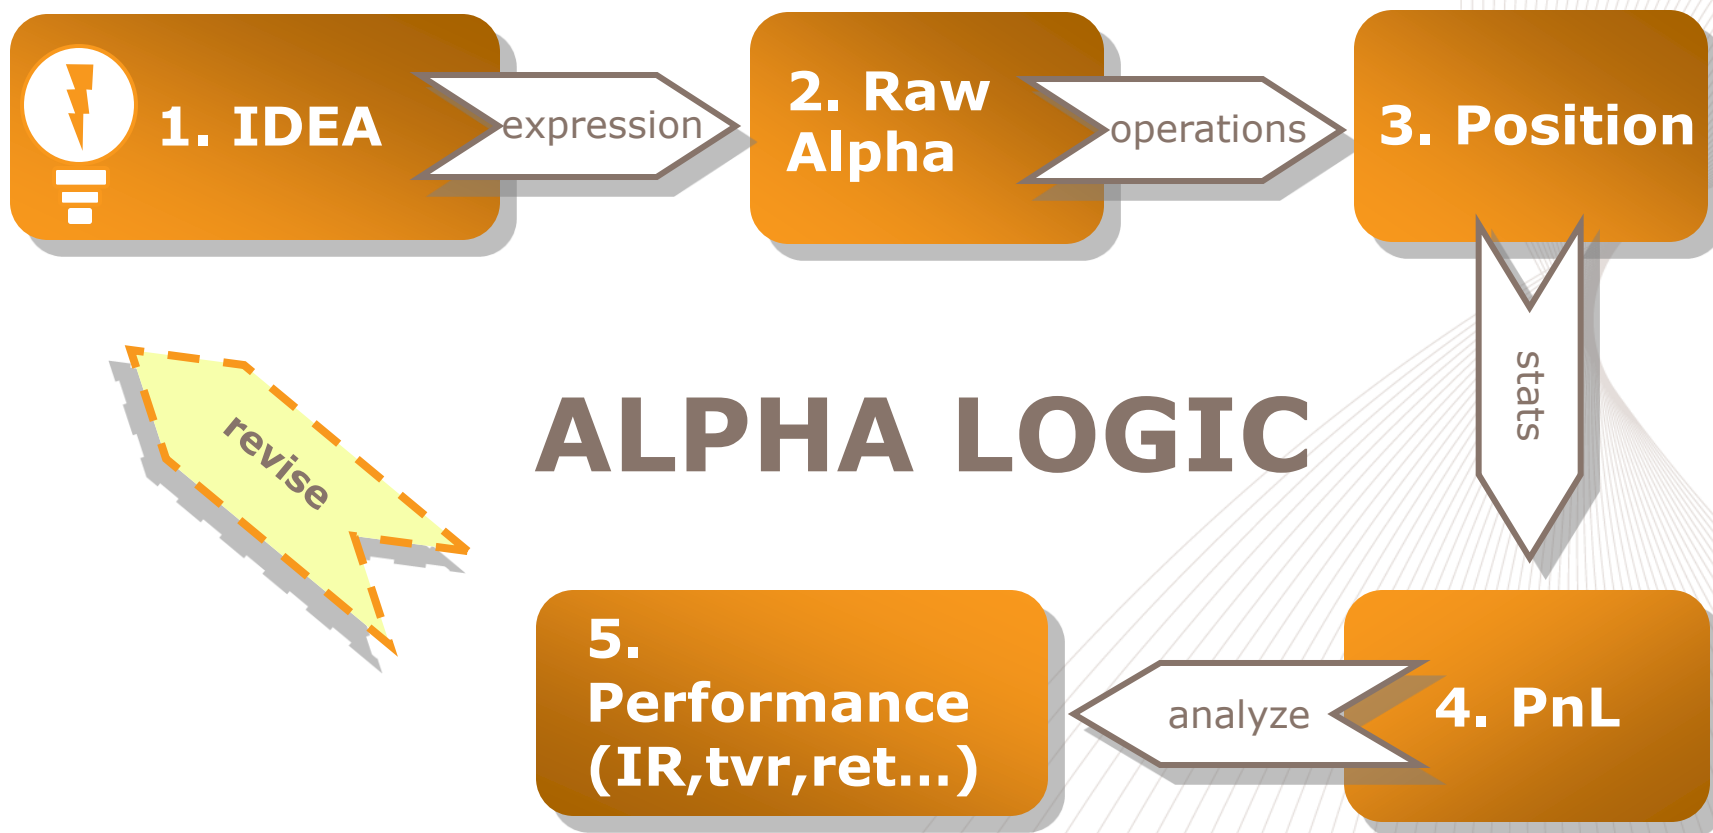 1. IDEA
expression
2. Raw
Alpha
operations
3. Position
stats
revise
ALPHA LOGIC
5.
Performance
(IR,tvr,ret...)
analyze
4. PnL